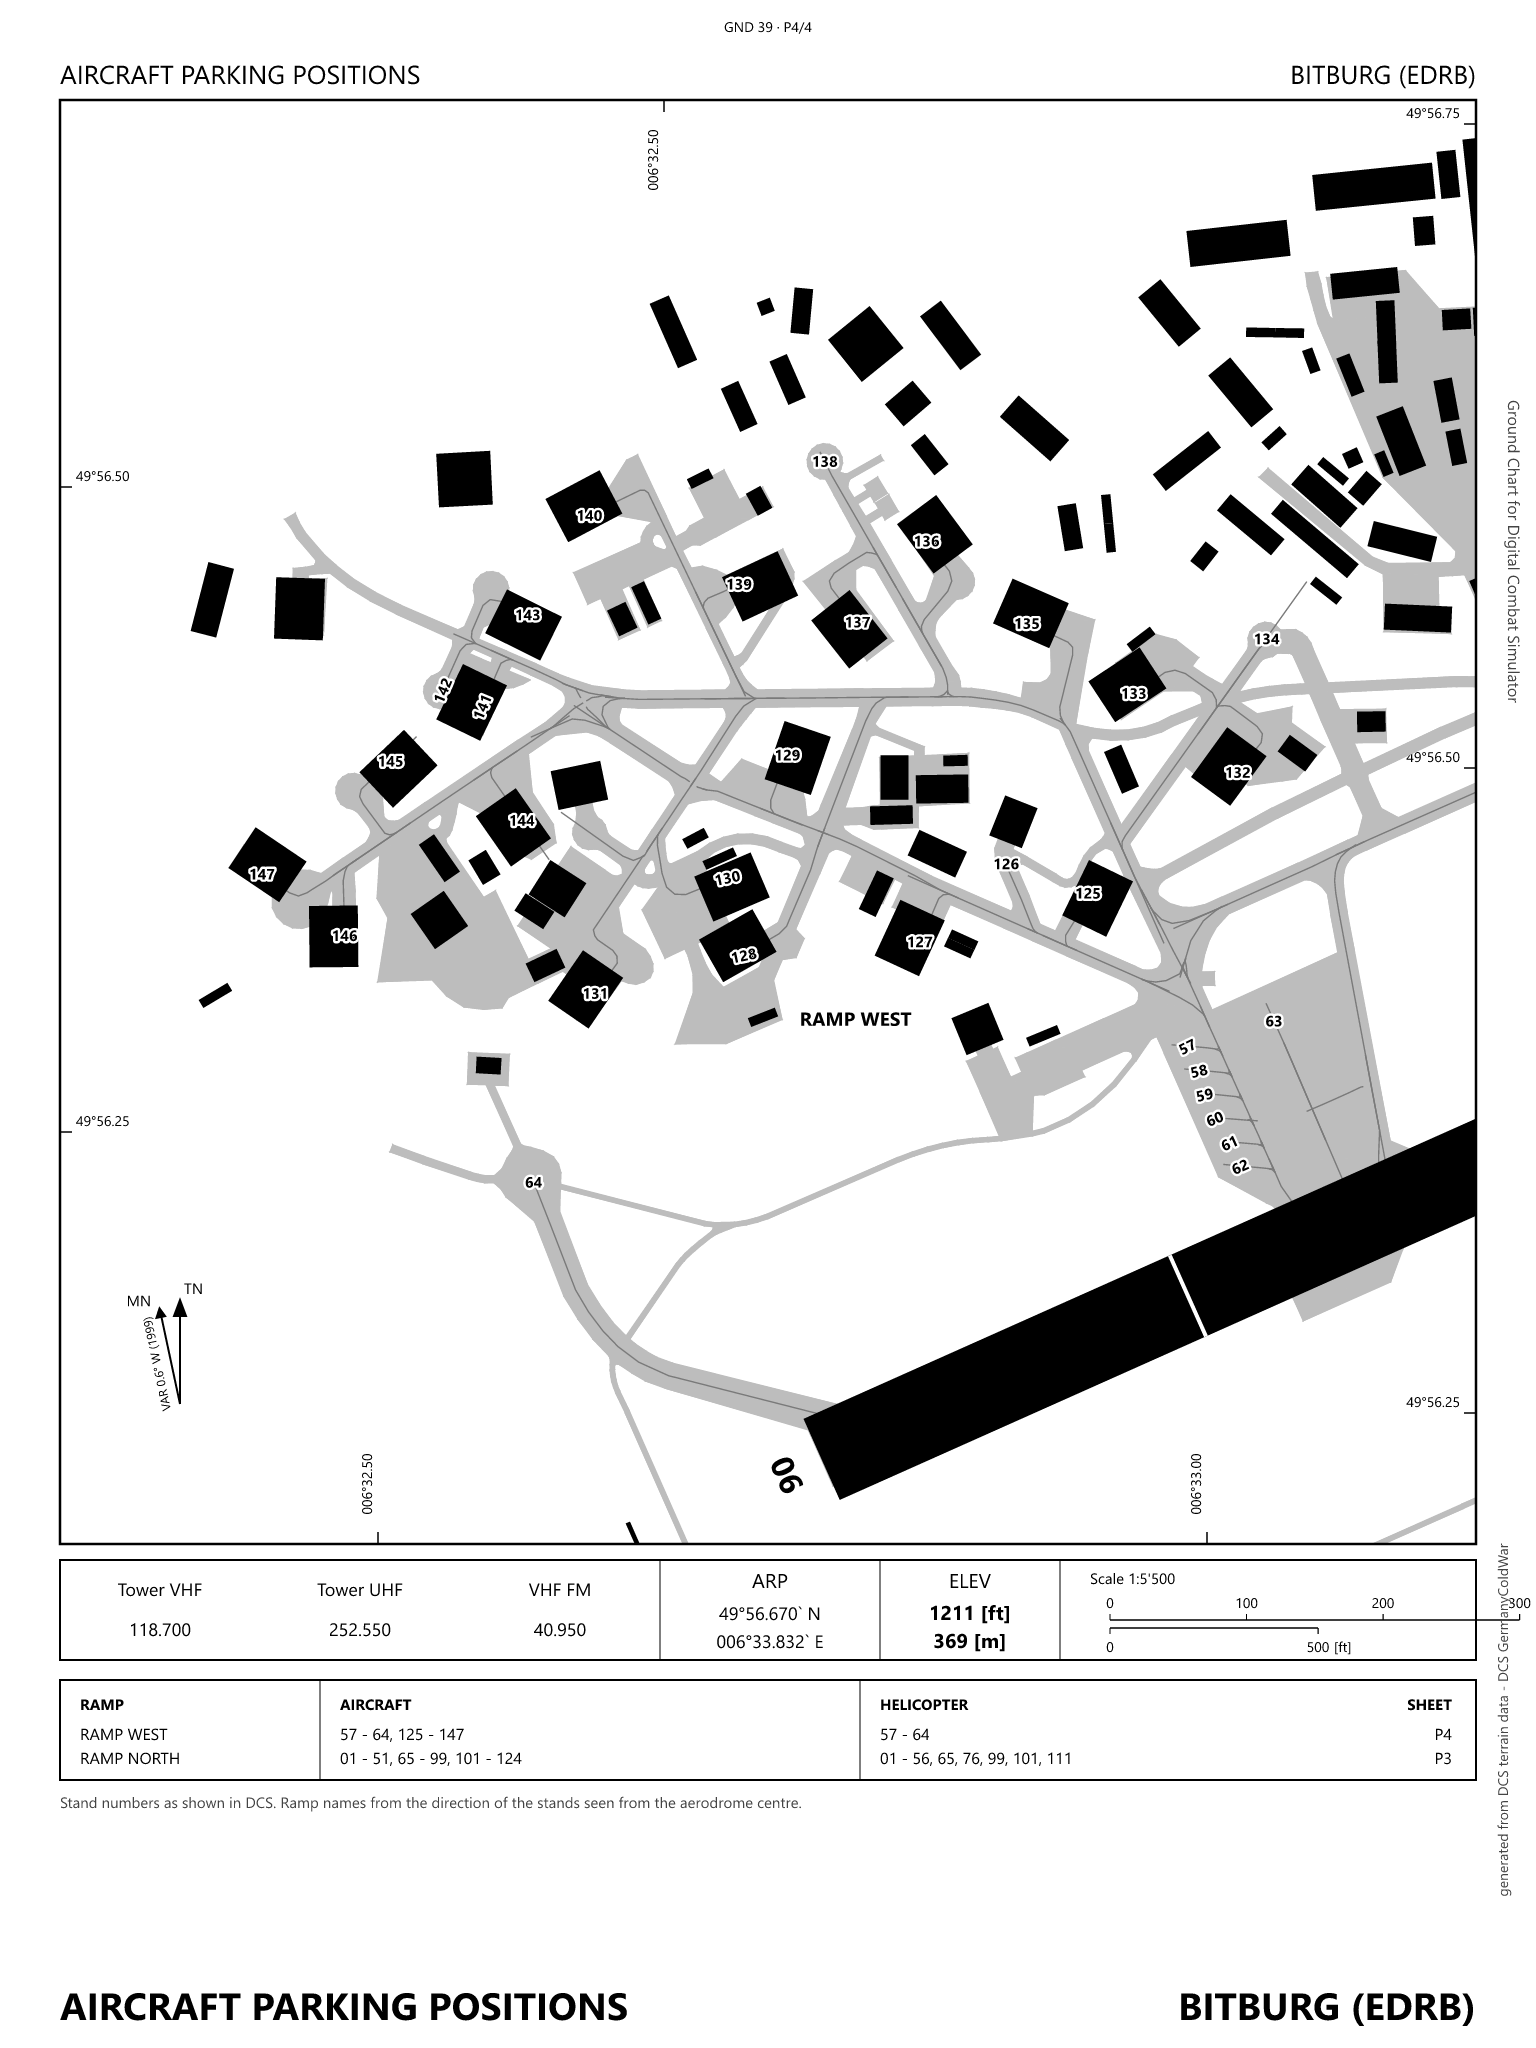 GND 39 · P4/4
AIRCRAFT PARKING POSITIONS
BITBURG (EDRB)
49°56.75
006°32.50
49°56.50
138
140
136
139
143
137
135
134
142
141
133
145
129
49°56.50
132
144
147
130
126
125
146
128
127
131
RAMP WEST
63
57
58
59
60
61
62
49°56.25
64
MN
TN
VAR 0.6° W (1999)
49°56.25
06
006°32.50
006°33.00
Ground Chart for Digital Combat Simulator
generated from DCS terrain data - DCS GermanyColdWar
Tower VHF
118.700
Tower UHF
252.550
VHF FM
40.950
ARP
49°56.670` N
006°33.832` E
ELEV
1211 [ft]
369 [m]
Scale 1:5'500
0 100 200 300
0 500 [ft]
RAMP AIRCRAFT HELICOPTER SHEET
RAMP WEST 57 - 64, 125 - 147 57 - 64 P4
RAMP NORTH 01 - 51, 65 - 99, 101 - 124 01 - 56, 65, 76, 99, 101, 111 P3
Stand numbers as shown in DCS. Ramp names from the direction of the stands seen from the aerodrome centre.
AIRCRAFT PARKING POSITIONS
BITBURG (EDRB)